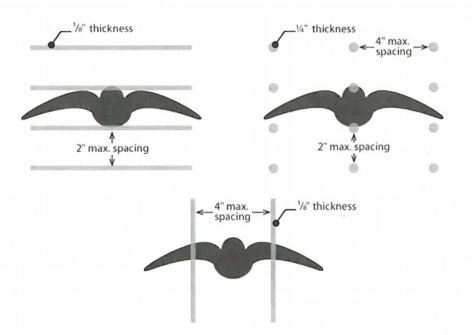 ⅛" thickness
2" max. spacing
¼" thickness
4" max.
spacing
2" max. spacing
4" max.
spacing
⅛" thickness